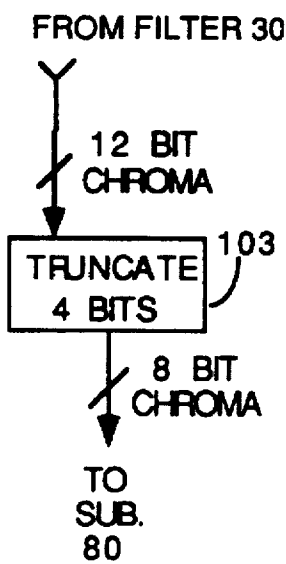 FROM FILTER 30
12 BIT
CHROMA
103
TRUNCATE
4 BITS
8 BIT
CHROMA
TO
SUB.
80